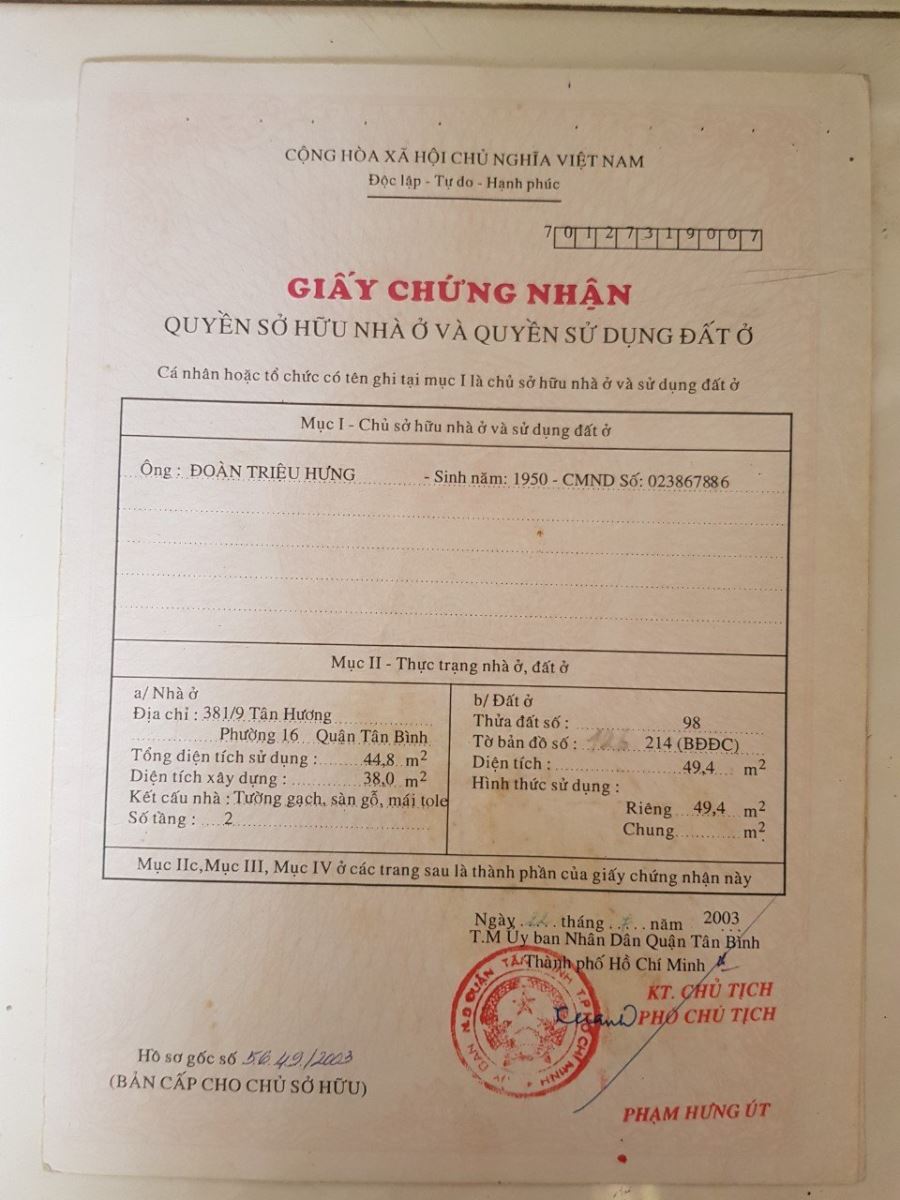 CỘNG HÒA XÃ HỘI CHỦ NGHĨA VIỆT NAM
Độc lập - Tự do - Hạnh phúc
7 0 1 2 7 3 1 9 0 0 7
GIẤY CHỨNG NHẬN
QUYỀN SỞ HỮU NHÀ Ở VÀ QUYỀN SỬ DỤNG ĐẤT Ở
Cá nhân hoặc tổ chức có tên ghi tại mục I là chủ sở hữu nhà ở và sử dụng đất ở
Mục I - Chủ sở hữu nhà ở và sử dụng đất ở
Ông : ĐOÀN TRIỆU HƯNG - Sinh năm: 1950 - CMND Số: 023867886
Mục II - Thực trạng nhà ở, đất ở
a/ Nhà ở
Địa chỉ : 381/9 Tân Hương
Phường 16 Quận Tân Bình
Tổng diện tích sử dụng : 44,8 m²
Diện tích xây dựng : 38,0 m²
Kết cấu nhà : Tường gạch, sàn gỗ, mái tole
Số tầng : 2
b/ Đất ở
Thửa đất số : 98
Tờ bản đồ số : 214 (BĐĐC)
Diện tích : 49,4 m²
Hình thức sử dụng :
Riêng 49,4 m²
Chung m²
Mục IIc,Mục III, Mục IV ở các trang sau là thành phần của giấy chứng nhận này
Ngày tháng năm 2003
T.M Ủy ban Nhân Dân Quận Tân Bình
Thành phố Hồ Chí Minh
KT. CHỦ TỊCH
PHÓ CHỦ TỊCH
Hồ sơ gốc số 5649/2003
(BẢN CẤP CHO CHỦ SỞ HỮU)
PHẠM HƯNG ÚT